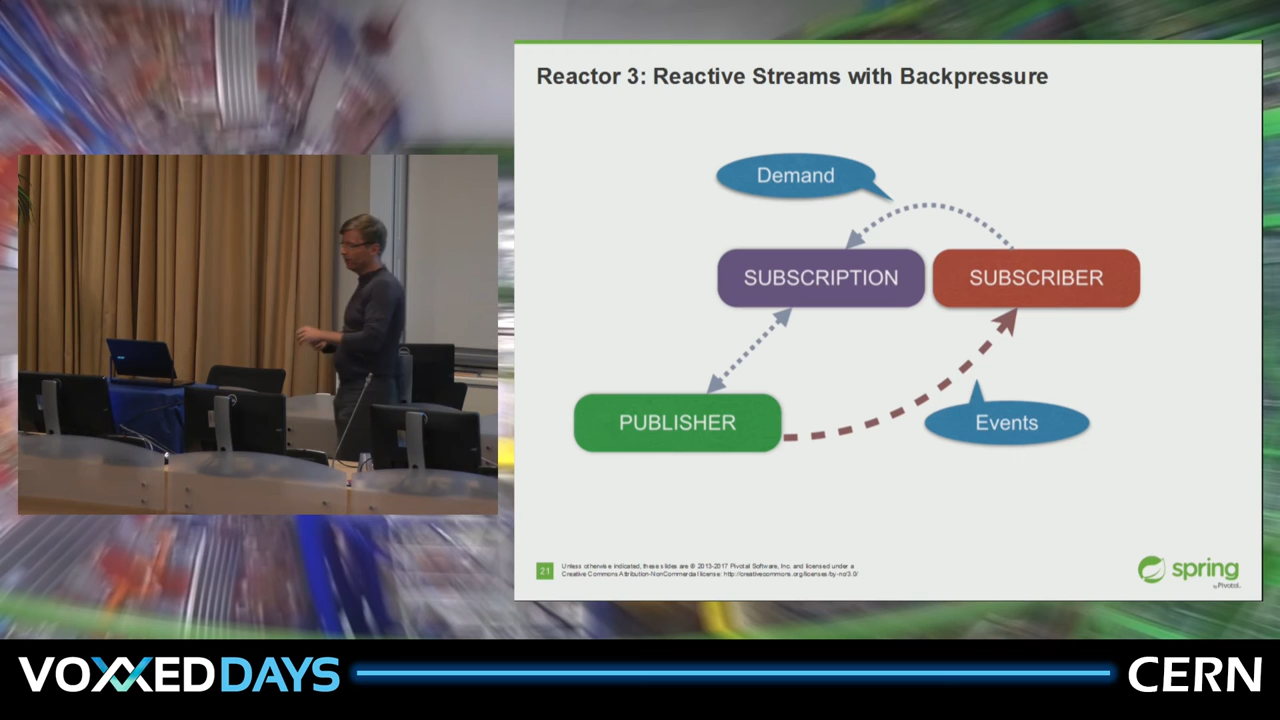 Reactor 3: Reactive Streams with Backpressure
Demand
SUBSCRIPTION
SUBSCRIBER
PUBLISHER
Events
21
Unless otherwise indicated, these slides are © 2013-2017 Pivotal Software, Inc. and licensed under a
Creative Commons Attribution-NonCommercial license: http://creativecommons.org/licenses/by-nc/3.0/
spring
by Pivotal.
VOXXED DAYS
CERN